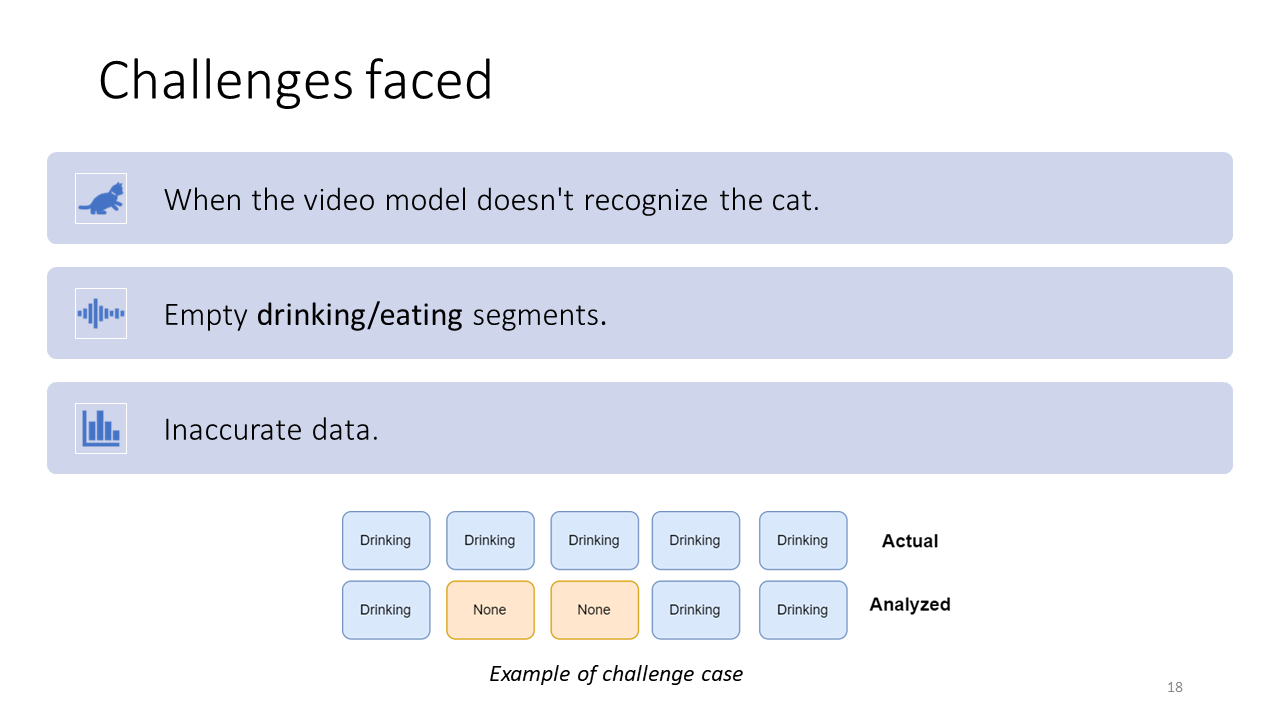 Challenges faced
When the video model doesn't recognize the cat.
Empty drinking/eating segments.
Inaccurate data.
Drinking Drinking Drinking Drinking Drinking Actual
Drinking None None Drinking Drinking Analyzed
Example of challenge case
18